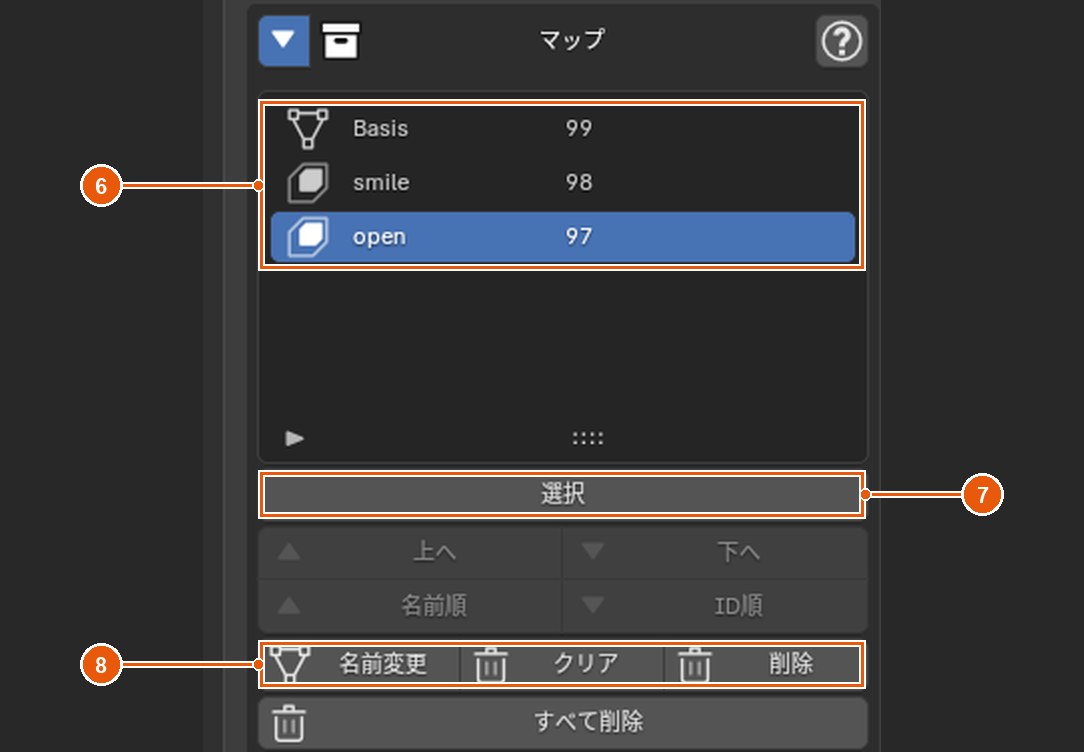 マップ
Basis 99
smile 98
open 97
6
選択
7
上へ 下へ
名前順 ID順
8
名前変更 クリア 削除
すべて削除